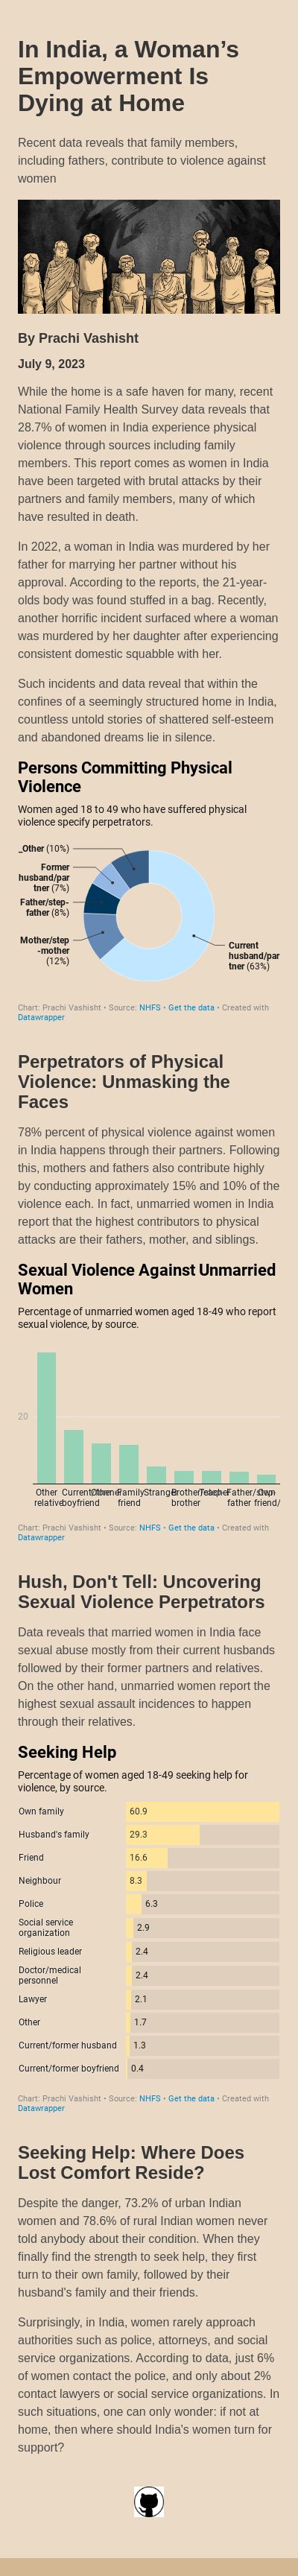 In India, a Woman's
Empowerment Is
Dying at Home
Recent data reveals that family members,
including fathers, contribute to violence against
women
By Prachi Vashisht
July 9, 2023
While the home is a safe haven for many, recent
National Family Health Survey data reveals that
28.7% of women in India experience physical
violence through sources including family
members. This report comes as women in India
have been targeted with brutal attacks by their
partners and family members, many of which
have resulted in death.
In 2022, a woman in India was murdered by her
father for marrying her partner without his
approval. According to the reports, the 21-year-
olds body was found stuffed in a bag. Recently,
another horrific incident surfaced where a woman
was murdered by her daughter after experiencing
consistent domestic squabble with her.
Such incidents and data reveal that within the
confines of a seemingly structured home in India,
countless untold stories of shattered self-esteem
and abandoned dreams lie in silence.
Persons Committing Physical
Violence
Women aged 18 to 49 who have suffered physical
violence specify perpetrators.
_Other (10%)
Former
husband/par
tner (7%)
Father/step-
father (8%)
Mother/step
-mother
(12%)
Current
husband/par
tner (63%)
Chart: Prachi Vashisht • Source: NHFS • Get the data • Created with
Datawrapper
Perpetrators of Physical
Violence: Unmasking the
Faces
78% percent of physical violence against women
in India happens through their partners. Following
this, mothers and fathers also contribute highly
by conducting approximately 15% and 10% of the
violence each. In fact, unmarried women in India
report that the highest contributors to physical
attacks are their fathers, mother, and siblings.
Sexual Violence Against Unmarried
Women
Percentage of unmarried women aged 18-49 who report
sexual violence, by source.
20
Other
relative
Current/former
boyfriend
Other
Family
friend
Stranger
Brother/step-
brother
Teacher
Father/step-
father
Own
friend/
Chart: Prachi Vashisht • Source: NHFS • Get the data • Created with
Datawrapper
Hush, Don't Tell: Uncovering
Sexual Violence Perpetrators
Data reveals that married women in India face
sexual abuse mostly from their current husbands
followed by their former partners and relatives.
On the other hand, unmarried women report the
highest sexual assault incidences to happen
through their relatives.
Seeking Help
Percentage of women aged 18-49 seeking help for
violence, by source.
Own family 60.9
Husband's family 29.3
Friend 16.6
Neighbour 8.3
Police 6.3
Social service
organization 2.9
Religious leader 2.4
Doctor/medical
personnel 2.4
Lawyer 2.1
Other 1.7
Current/former husband 1.3
Current/former boyfriend 0.4
Chart: Prachi Vashisht • Source: NHFS • Get the data • Created with
Datawrapper
Seeking Help: Where Does
Lost Comfort Reside?
Despite the danger, 73.2% of urban Indian
women and 78.6% of rural Indian women never
told anybody about their condition. When they
finally find the strength to seek help, they first
turn to their own family, followed by their
husband's family and their friends.
Surprisingly, in India, women rarely approach
authorities such as police, attorneys, and social
service organizations. According to data, just 6%
of women contact the police, and only about 2%
contact lawyers or social service organizations. In
such situations, one can only wonder: if not at
home, then where should India's women turn for
support?